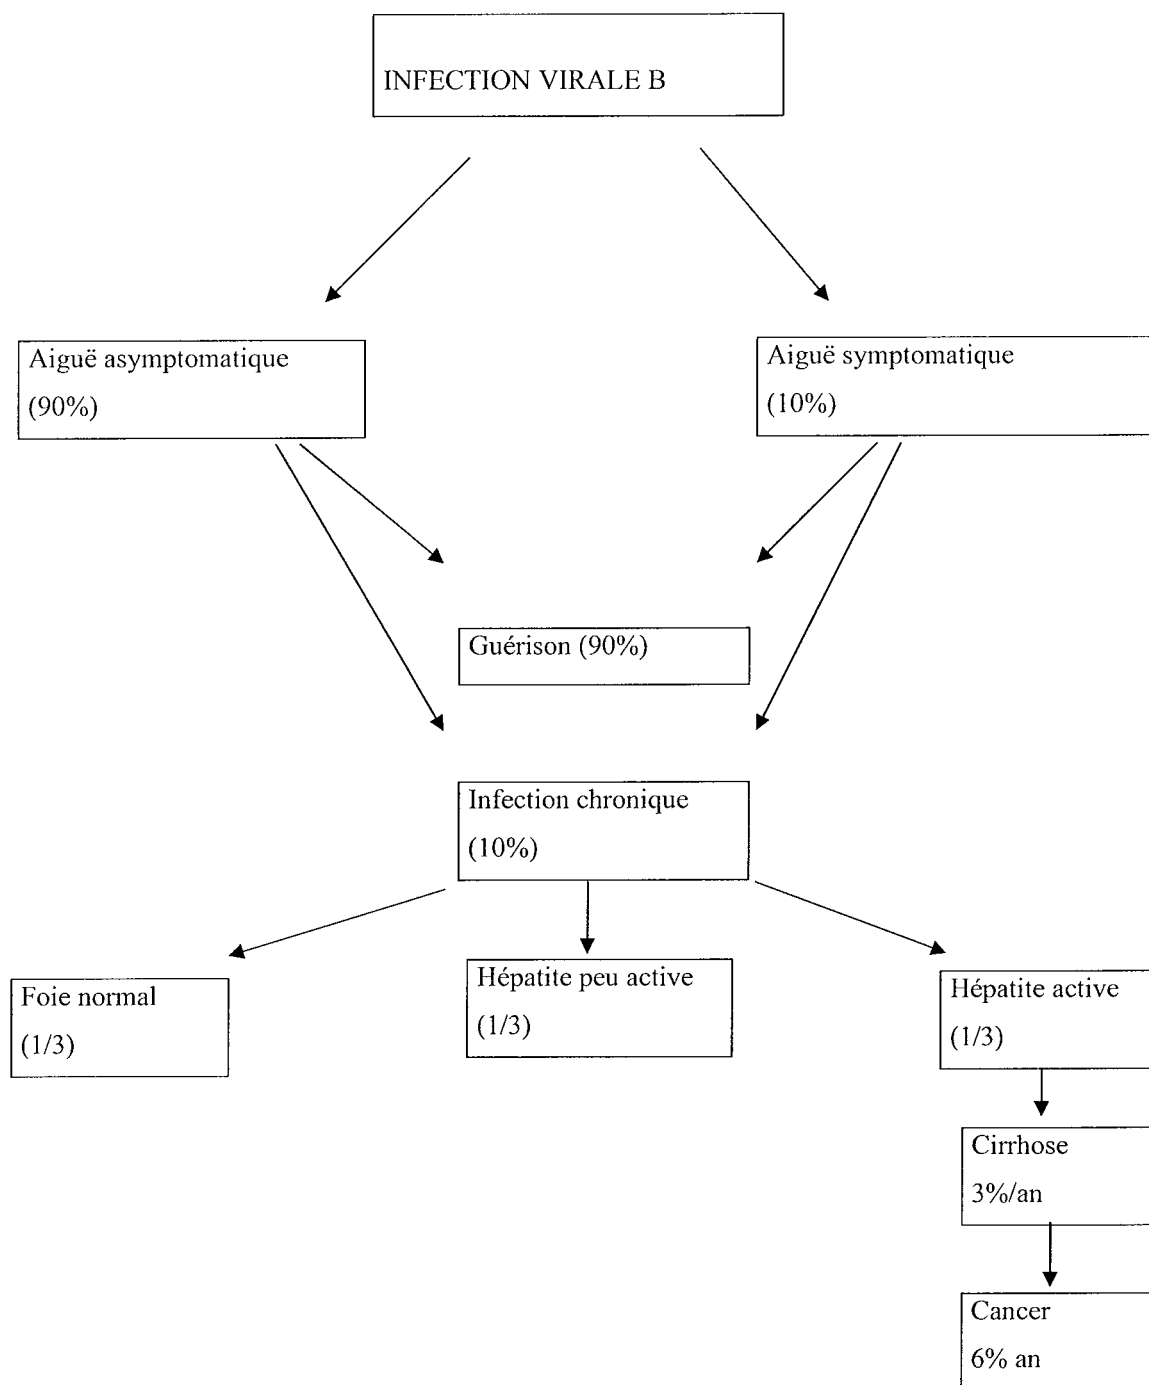 INFECTION VIRALE B
Aiguë asymptomatique
(90%)
Aiguë symptomatique
(10%)
Guérison (90%)
Infection chronique
(10%)
Foie normal
(1/3)
Hépatite peu active
(1/3)
Hépatite active
(1/3)
Cirrhose
3%/an
Cancer
6% an